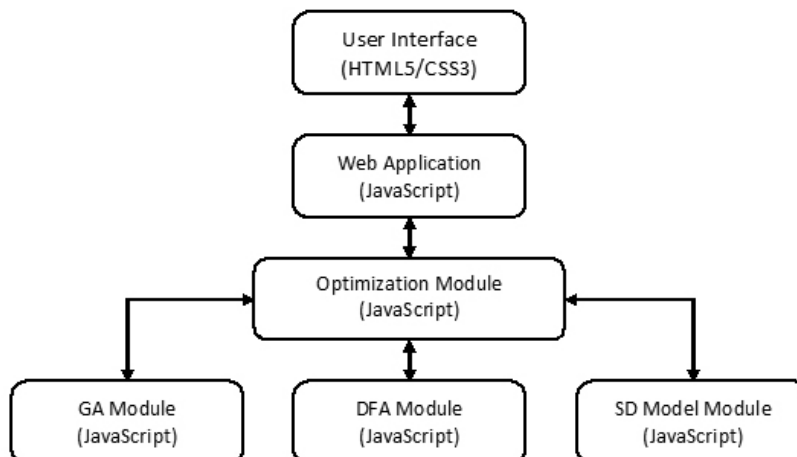 User Interface
(HTML5/CSS3)
Web Application
(JavaScript)
Optimization Module
(JavaScript)
GA Module
(JavaScript)
DFA Module
(JavaScript)
SD Model Module
(JavaScript)